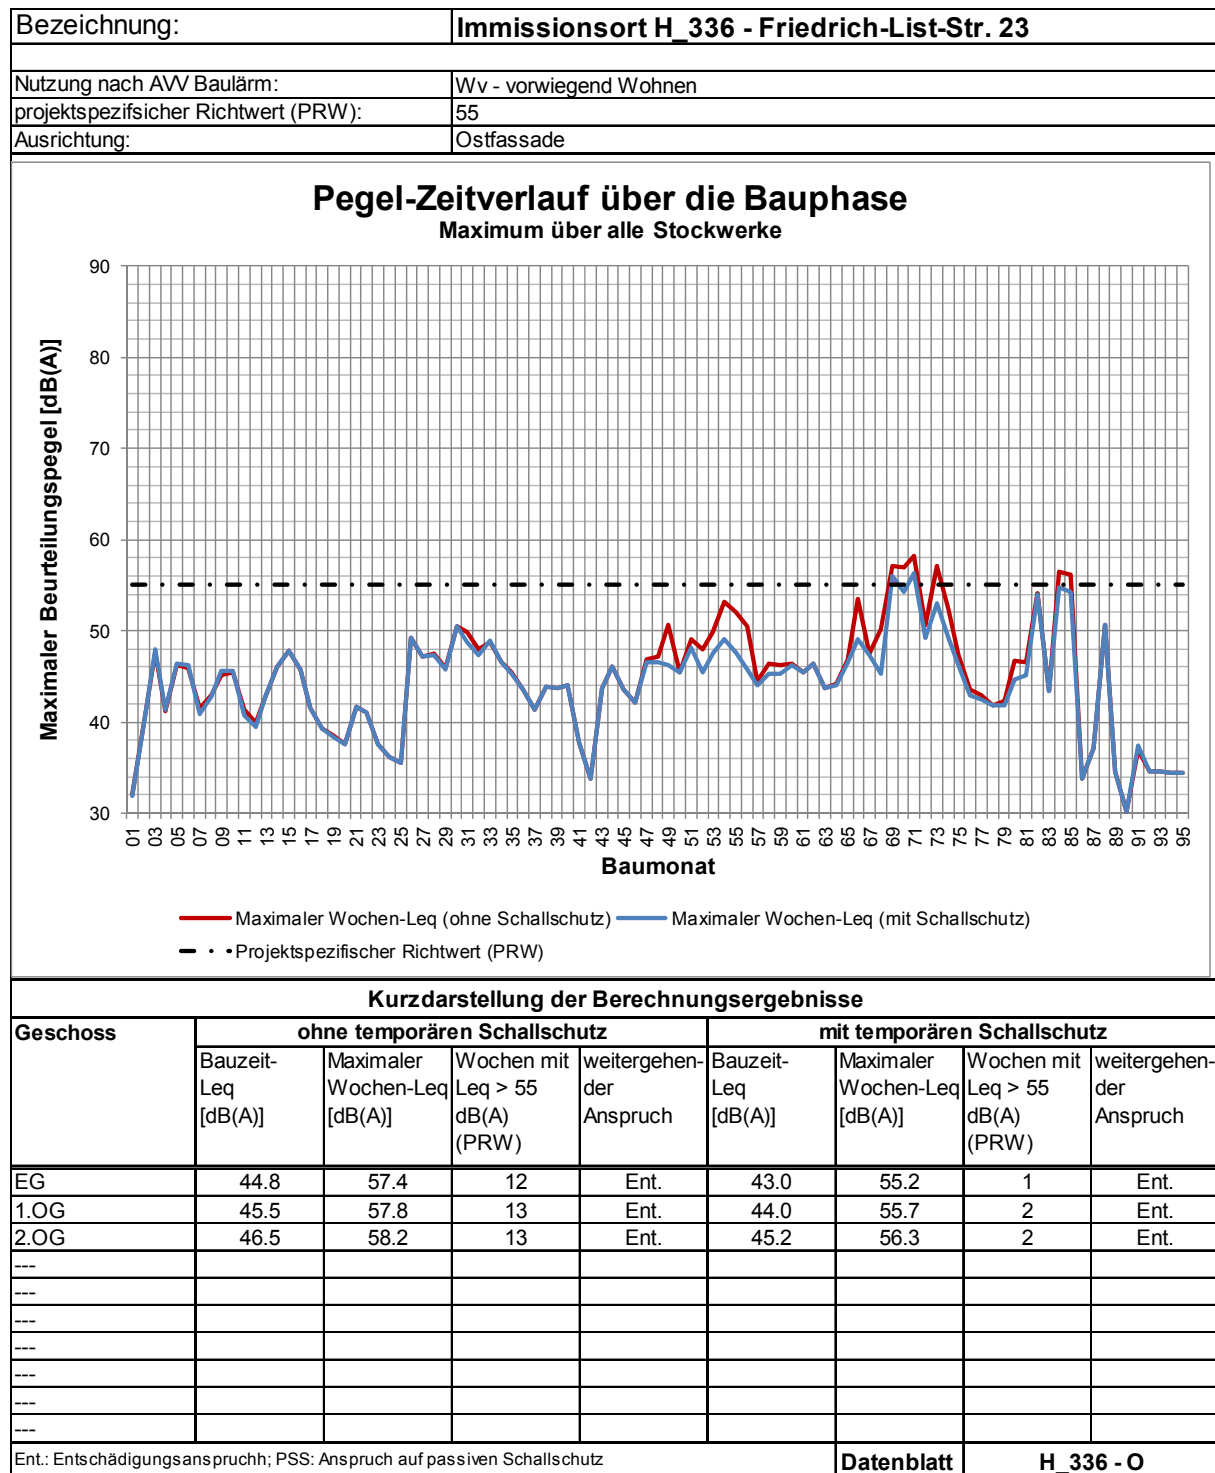 Bezeichnung: Immissionsort H_336 - Friedrich-List-Str. 23
Nutzung nach AVV Baulärm: Wv - vorwiegend Wohnen
projektspezifsicher Richtwert (PRW): 55
Ausrichtung: Ostfassade
Pegel-Zeitverlauf über die Bauphase
Maximum über alle Stockwerke
Maximaler Beurteilungspegel [dB(A)]
90
80
70
60
50
40
30
01 03 05 07 09 11 13 15 17 19 21 23 25 27 29 31 33 35 37 39 41 43 45 47 49 51 53 55 57 59 61 63 65 67 69 71 73 75 77 79 81 83 85 87 89 91 93 95
Baumonat
Maximaler Wochen-Leq (ohne Schallschutz) Maximaler Wochen-Leq (mit Schallschutz)
Projektspezifischer Richtwert (PRW)
Kurzdarstellung der Berechnungsergebnisse
Geschoss ohne temporären Schallschutz mit temporären Schallschutz
Bauzeit- Maximaler Wochen mit weitergehen- Bauzeit- Maximaler Wochen mit weitergehen-
Leq Wochen-Leq Leq > 55 der Leq Wochen-Leq Leq > 55 der
[dB(A)] [dB(A)] dB(A) Anspruch [dB(A)] [dB(A)] dB(A) Anspruch
(PRW) (PRW)
EG 44.8 57.4 12 Ent. 43.0 55.2 1 Ent.
1.OG 45.5 57.8 13 Ent. 44.0 55.7 2 Ent.
2.OG 46.5 58.2 13 Ent. 45.2 56.3 2 Ent.
---
---
---
---
---
---
---
Ent.: Entschädigungsanspruchh; PSS: Anspruch auf passiven Schallschutz Datenblatt H_336 - O